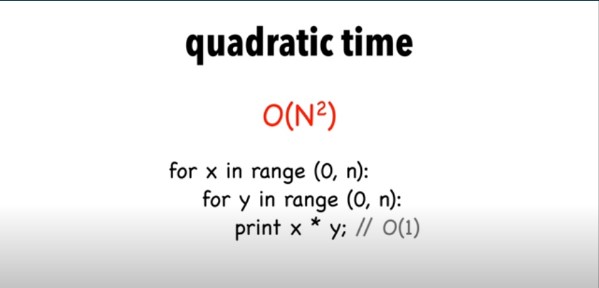 quadratic time
O(N²)
for x in range (0, n):
for y in range (0, n):
print x * y; // O(1)